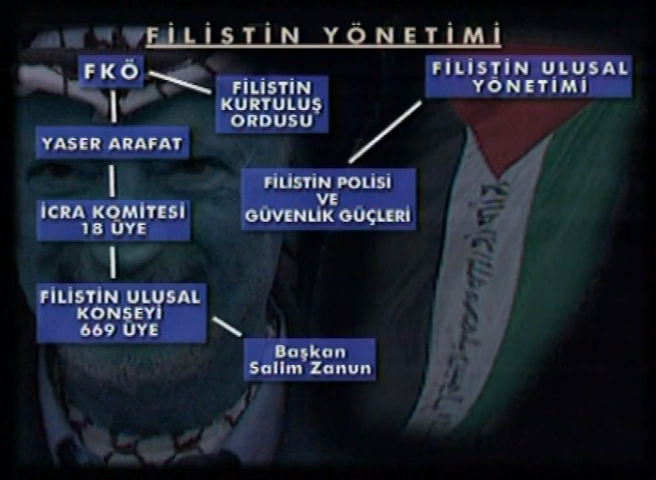 FİLİSTİN YÖNETİMİ
FKÖ
FİLİSTİN
KURTULUŞ
ORDUSU
FİLİSTİN ULUSAL
YÖNETİMİ
YASER ARAFAT
FİLİSTİN POLİSİ
VE
GÜVENLİK GÜÇLERİ
İCRA KOMİTESİ
18 ÜYE
FİLİSTİN ULUSAL
KONSEYİ
669 ÜYE
Başkan
Salim Zanun